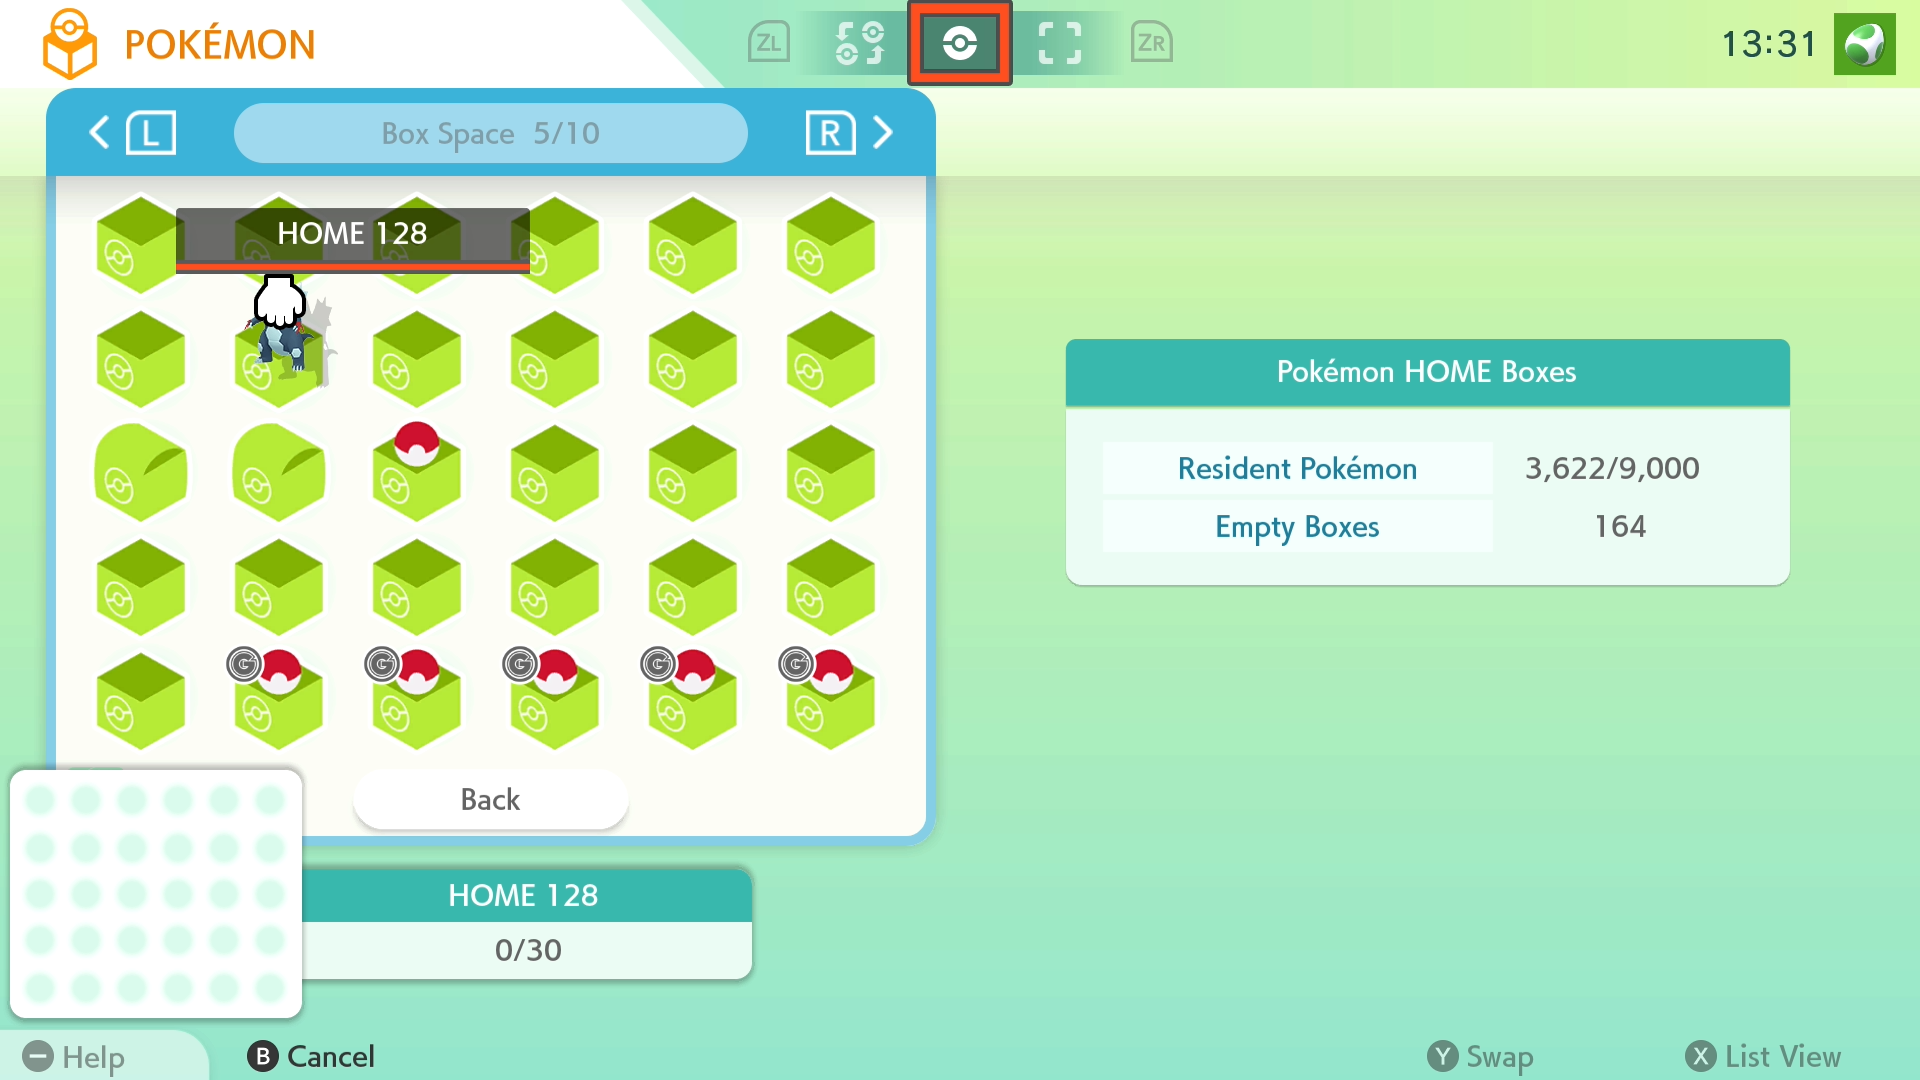 POKÉMON
ZL
ZR
13:31
L
Box Space 5/10
R
HOME 128
Pokémon HOME Boxes
Resident Pokémon 3,622/9,000
Empty Boxes 164
G
G
G
G
G
Back
HOME 128
0/30
Help
B Cancel
Y Swap
X List View